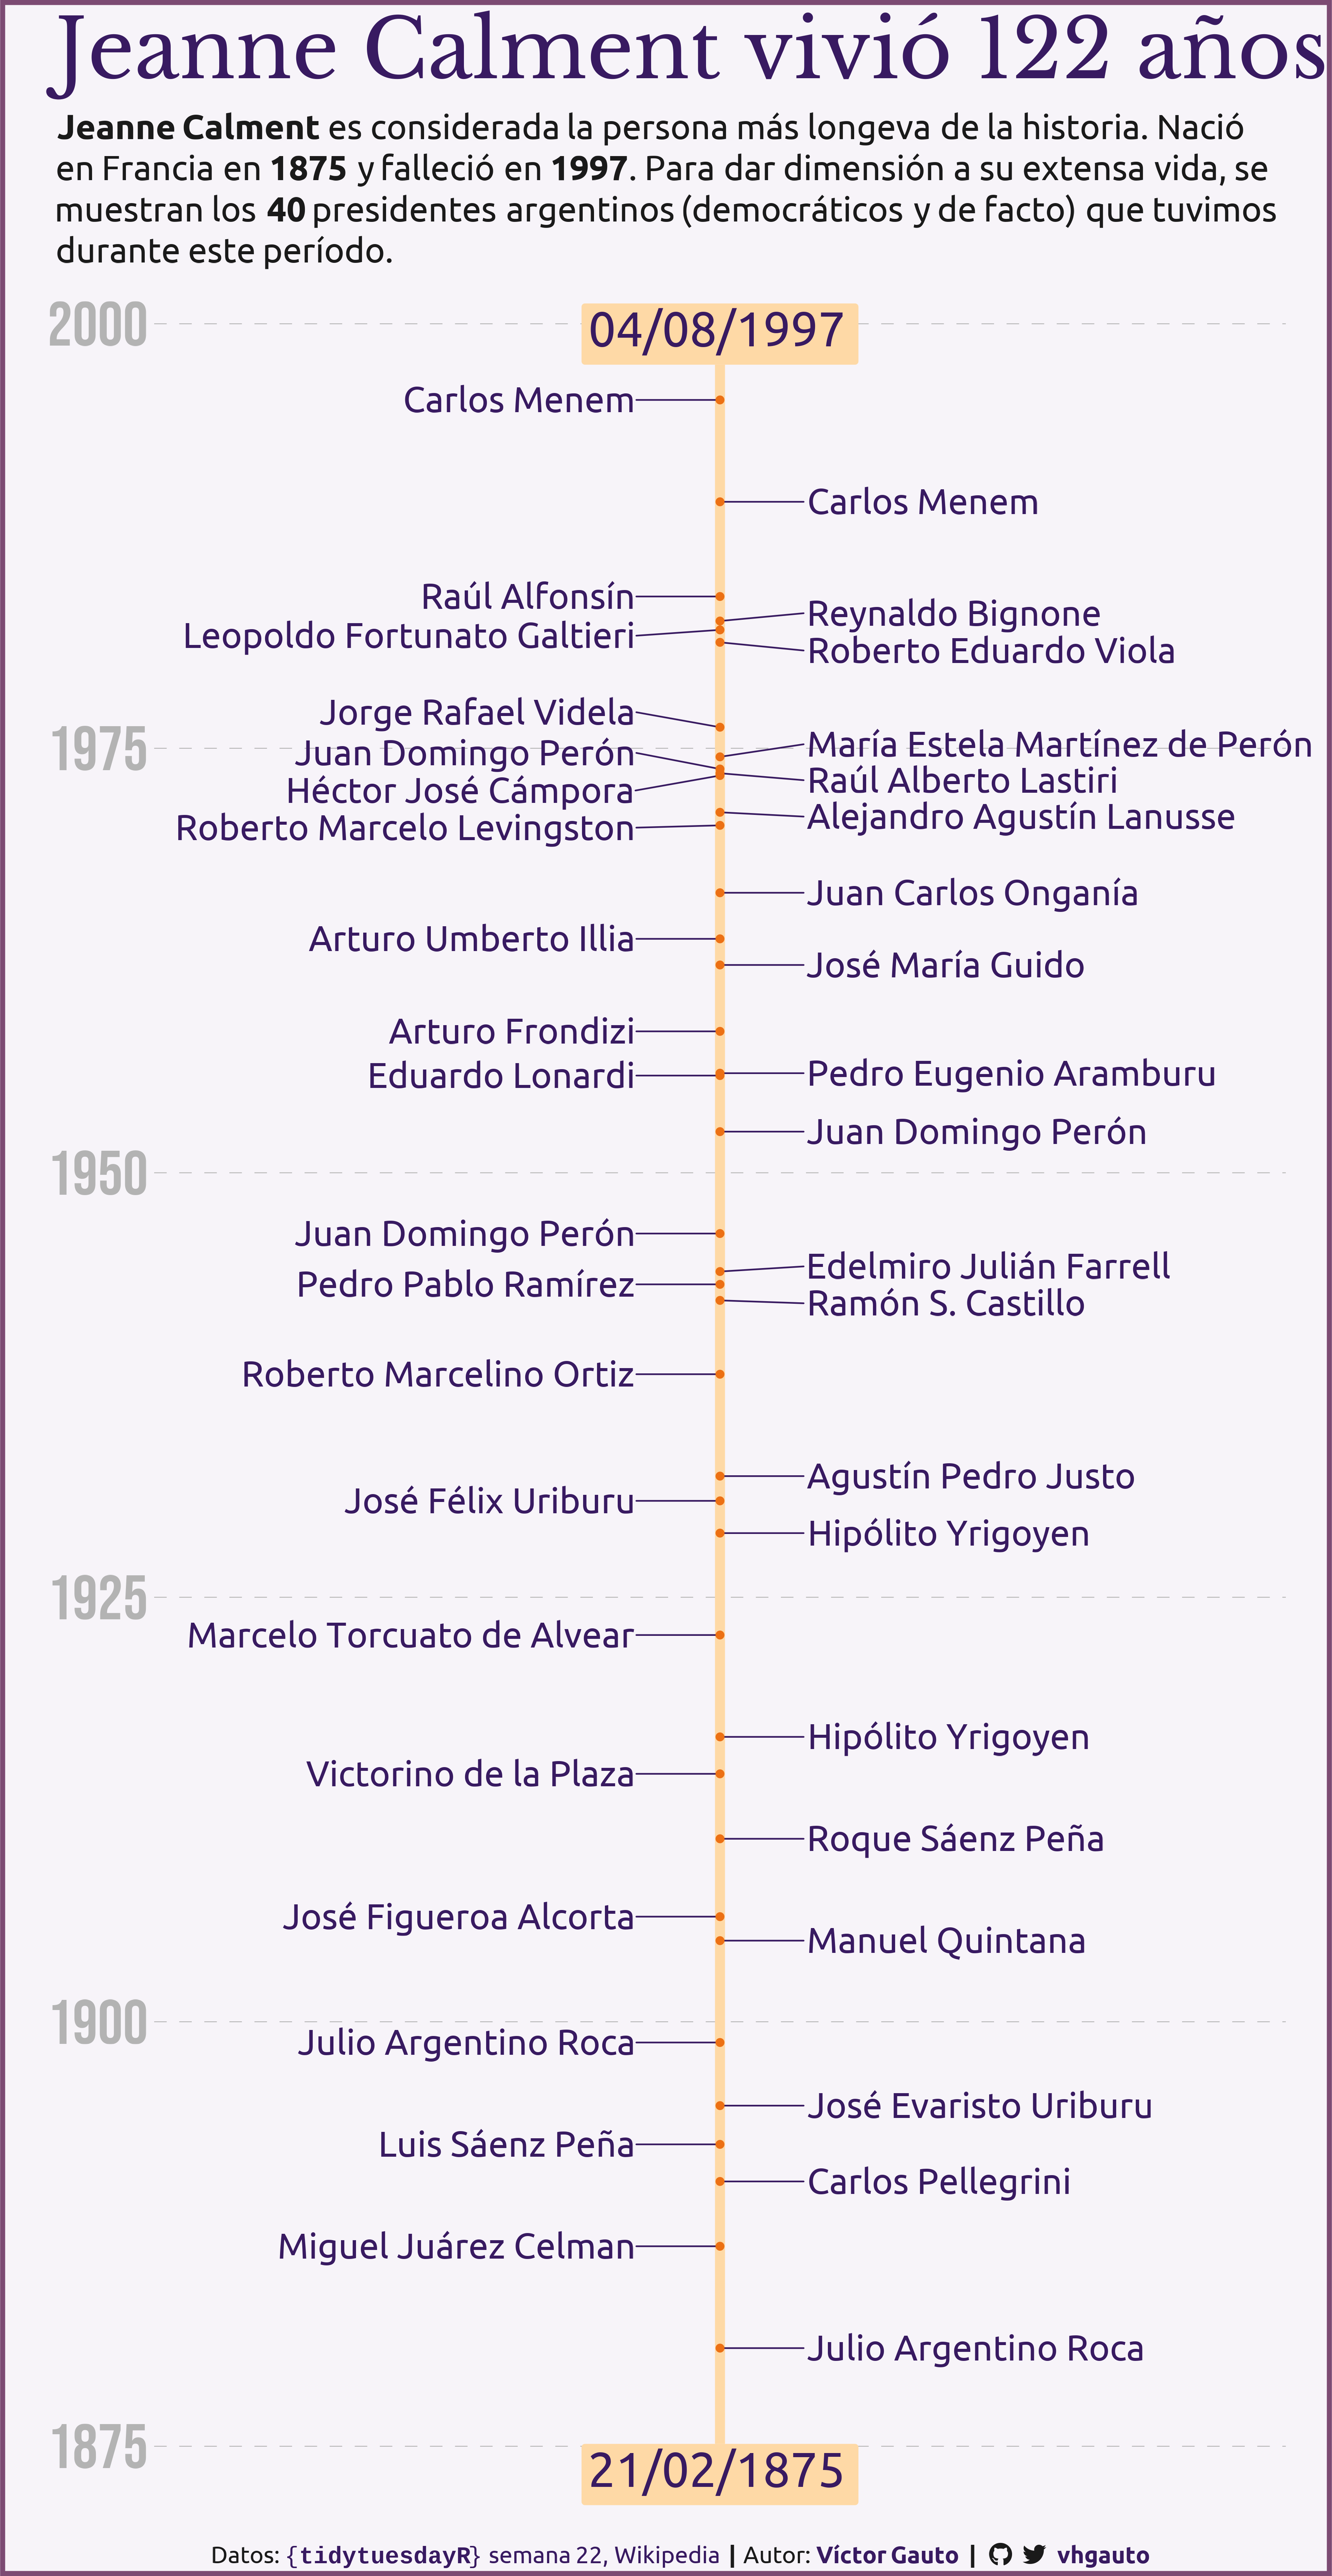 Jeanne Calment vivió 122 años
Jeanne Calment es considerada la persona más longeva de la historia. Nació
en Francia en 1875 y falleció en 1997. Para dar dimensión a su extensa vida, se
muestran los 40 presidentes argentinos (democráticos y de facto) que tuvimos
durante este período.
2000
04/08/1997
Carlos Menem
Carlos Menem
Raúl Alfonsín
Reynaldo Bignone
Leopoldo Fortunato Galtieri
Roberto Eduardo Viola
Jorge Rafael Videla
1975
María Estela Martínez de Perón
Juan Domingo Perón
Raúl Alberto Lastiri
Héctor José Cámpora
Alejandro Agustín Lanusse
Roberto Marcelo Levingston
Juan Carlos Onganía
Arturo Umberto Illia
José María Guido
Arturo Frondizi
Pedro Eugenio Aramburu
Eduardo Lonardi
Juan Domingo Perón
1950
Juan Domingo Perón
Edelmiro Julián Farrell
Pedro Pablo Ramírez
Ramón S. Castillo
Roberto Marcelino Ortiz
Agustín Pedro Justo
José Félix Uriburu
Hipólito Yrigoyen
1925
Marcelo Torcuato de Alvear
Hipólito Yrigoyen
Victorino de la Plaza
Roque Sáenz Peña
José Figueroa Alcorta
Manuel Quintana
1900
Julio Argentino Roca
José Evaristo Uriburu
Luis Sáenz Peña
Carlos Pellegrini
Miguel Juárez Celman
Julio Argentino Roca
1875
21/02/1875
Datos: {tidytuesdayR} semana 22, Wikipedia | Autor: Víctor Gauto | vhgauto